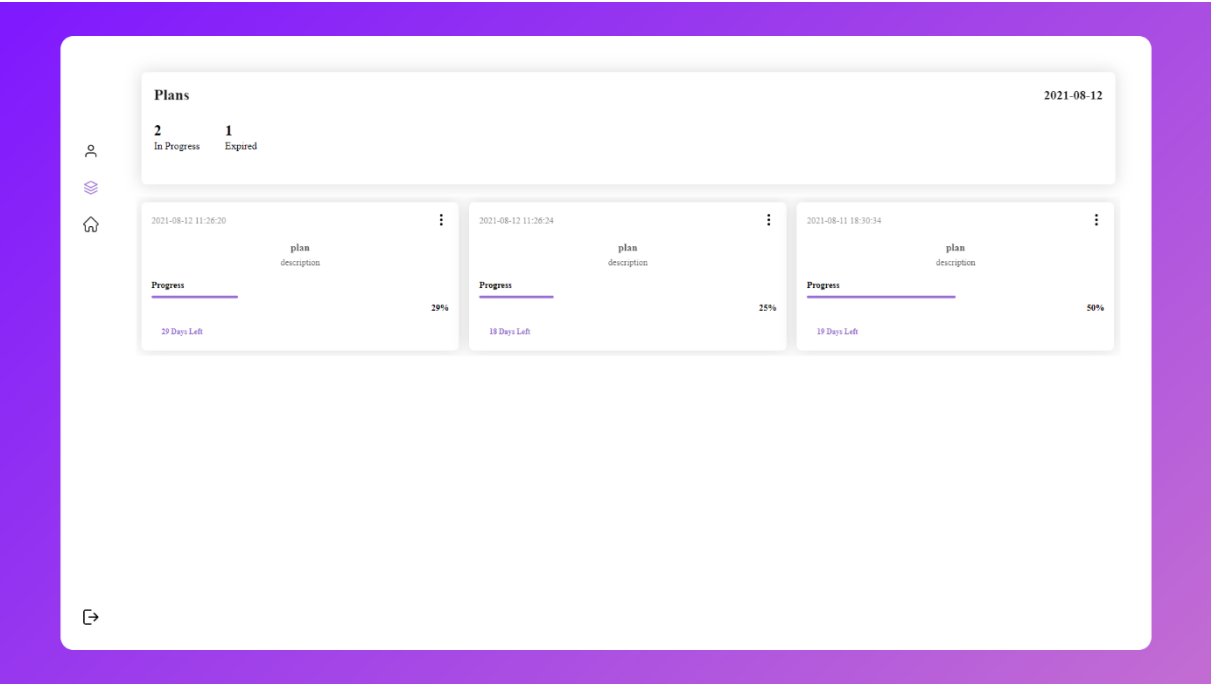 Plans
2021-08-12
2 1
In Progress Expired
2021-08-12 11:26:20
plan
description
Progress
29%
29 Days Left
2021-08-12 11:26:24
plan
description
Progress
25%
18 Days Left
2021-08-11 18:30:34
plan
description
Progress
50%
19 Days Left